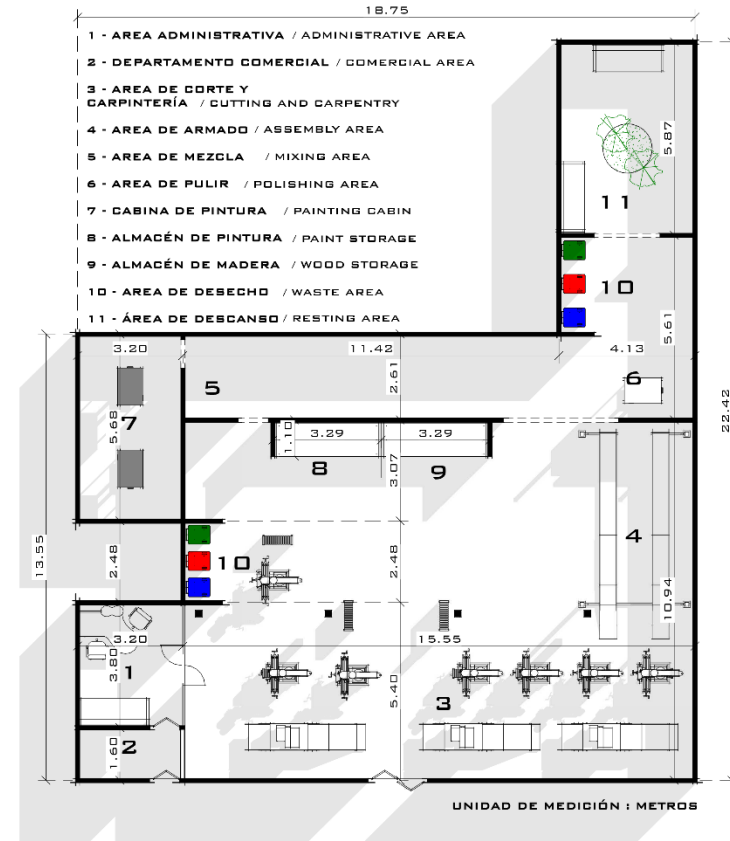 18.75
1 - AREA ADMINISTRATIVA / ADMINISTRATIVE AREA
2 - DEPARTAMENTO COMERCIAL / COMERCIAL AREA
3 - AREA DE CORTE Y
CARPINTERÍA / CUTTING AND CARPENTRY
4 - AREA DE ARMADO / ASSEMBLY AREA
5 - AREA DE MEZCLA / MIXING AREA
6 - AREA DE PULIR / POLISHING AREA
7 - CABINA DE PINTURA / PAINTING CABIN
8 - ALMACÉN DE PINTURA / PAINT STORAGE
9 - ALMACÉN DE MADERA / WOOD STORAGE
10 - AREA DE DESECHO / WASTE AREA
11 - ÁREA DE DESCANSO / RESTING AREA
5.87
11
10
5.61
3.20
11.42
4.13
2.61
5
6
22.42
7
5.68
1.10
3.29
3.29
8
9
3.07
4
13.55
2.48
10
2.48
10.94
3.20
15.55
3.80
1
5.40
3
2
1.60
UNIDAD DE MEDICIÓN : METROS